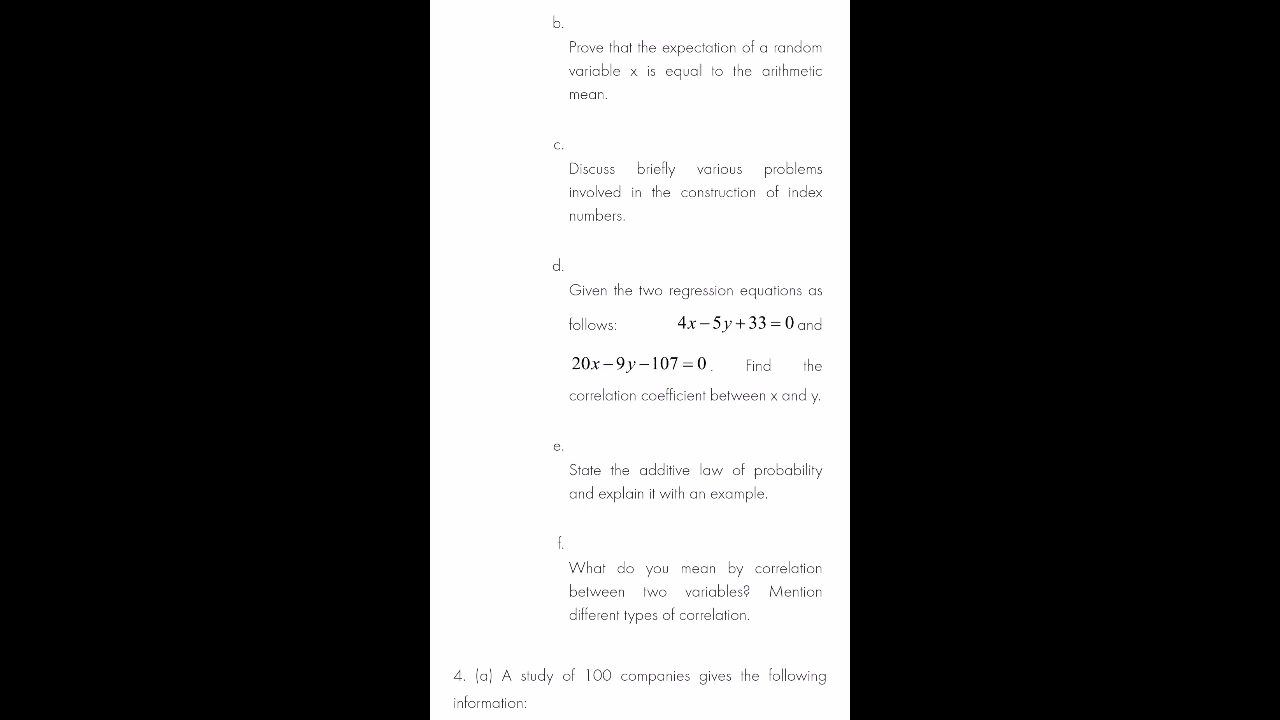 b.
Prove that the expectation of a random
variable x is equal to the arithmetic
mean.
c.
Discuss briefly various problems
involved in the construction of index
numbers.
d.
Given the two regression equations as
follows: 4x − 5y + 33 = 0 and
20x − 9y − 107 = 0. Find the
correlation coefficient between x and y.
e.
State the additive law of probability
and explain it with an example.
f.
What do you mean by correlation
between two variables? Mention
different types of correlation.
4. (a) A study of 100 companies gives the following
information: